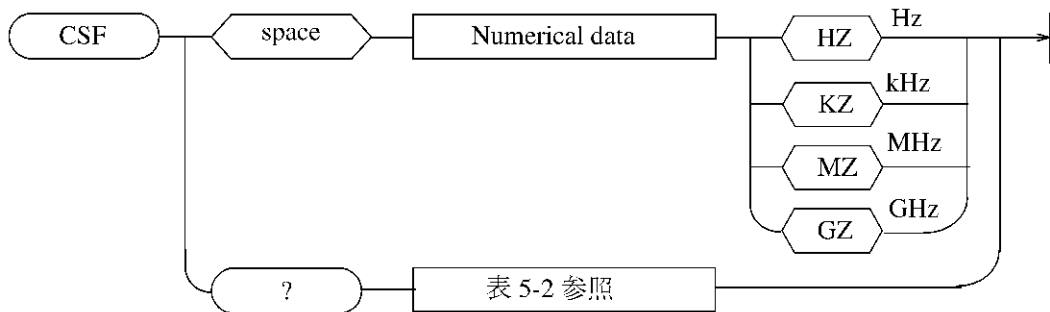 CSF space Numerical data HZ Hz
KZ kHz
MZ MHz
GZ GHz
? 表 5-2 参照